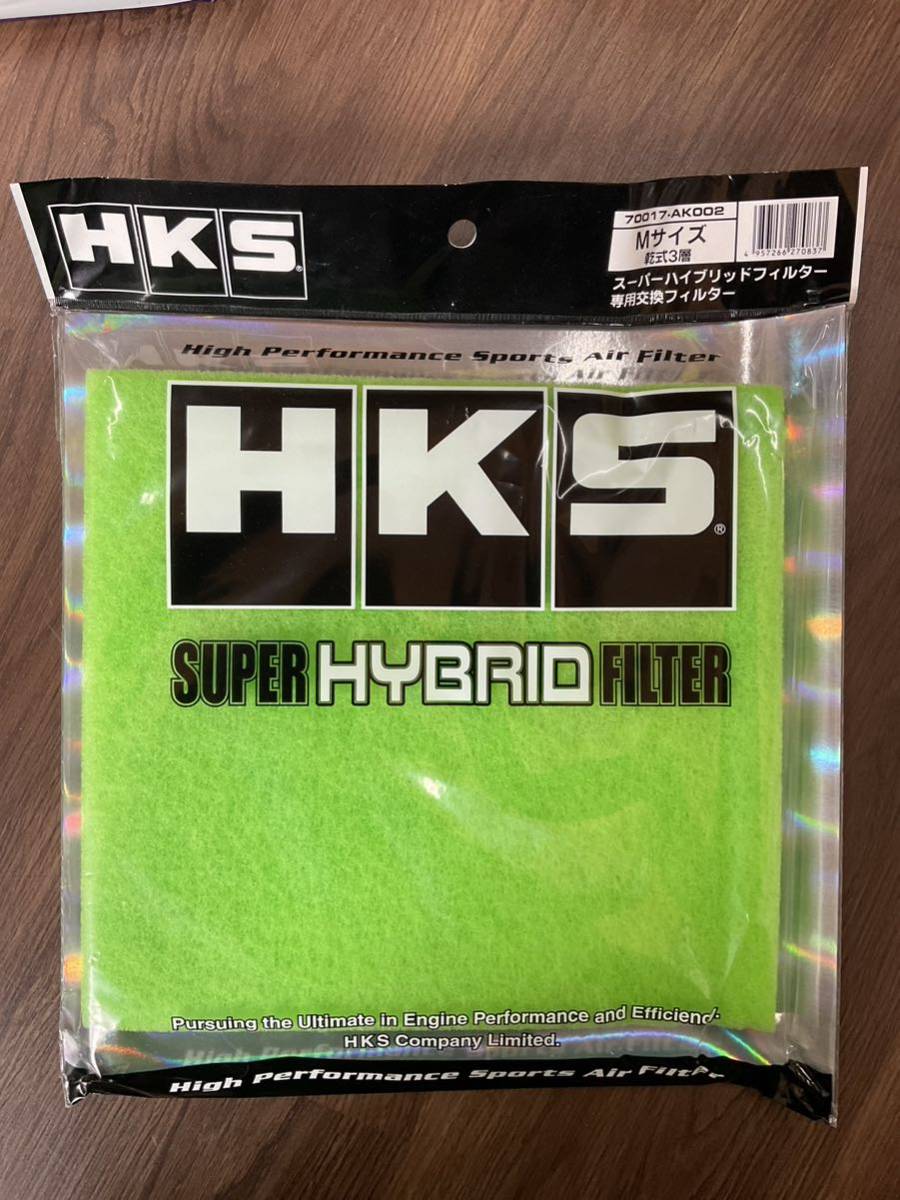 HKS®
70017-AK002
Mサイズ
乾式3層
4 957266 270837
スーパーハイブリッドフィルター
専用交換フィルター
High Performance Sports Air Filter
HKS®
SUPER HYBRID FILTER
Pursuing the Ultimate in Engine Performance and Efficiency.
HKS Company Limited.
High Performance Sports Air Filter